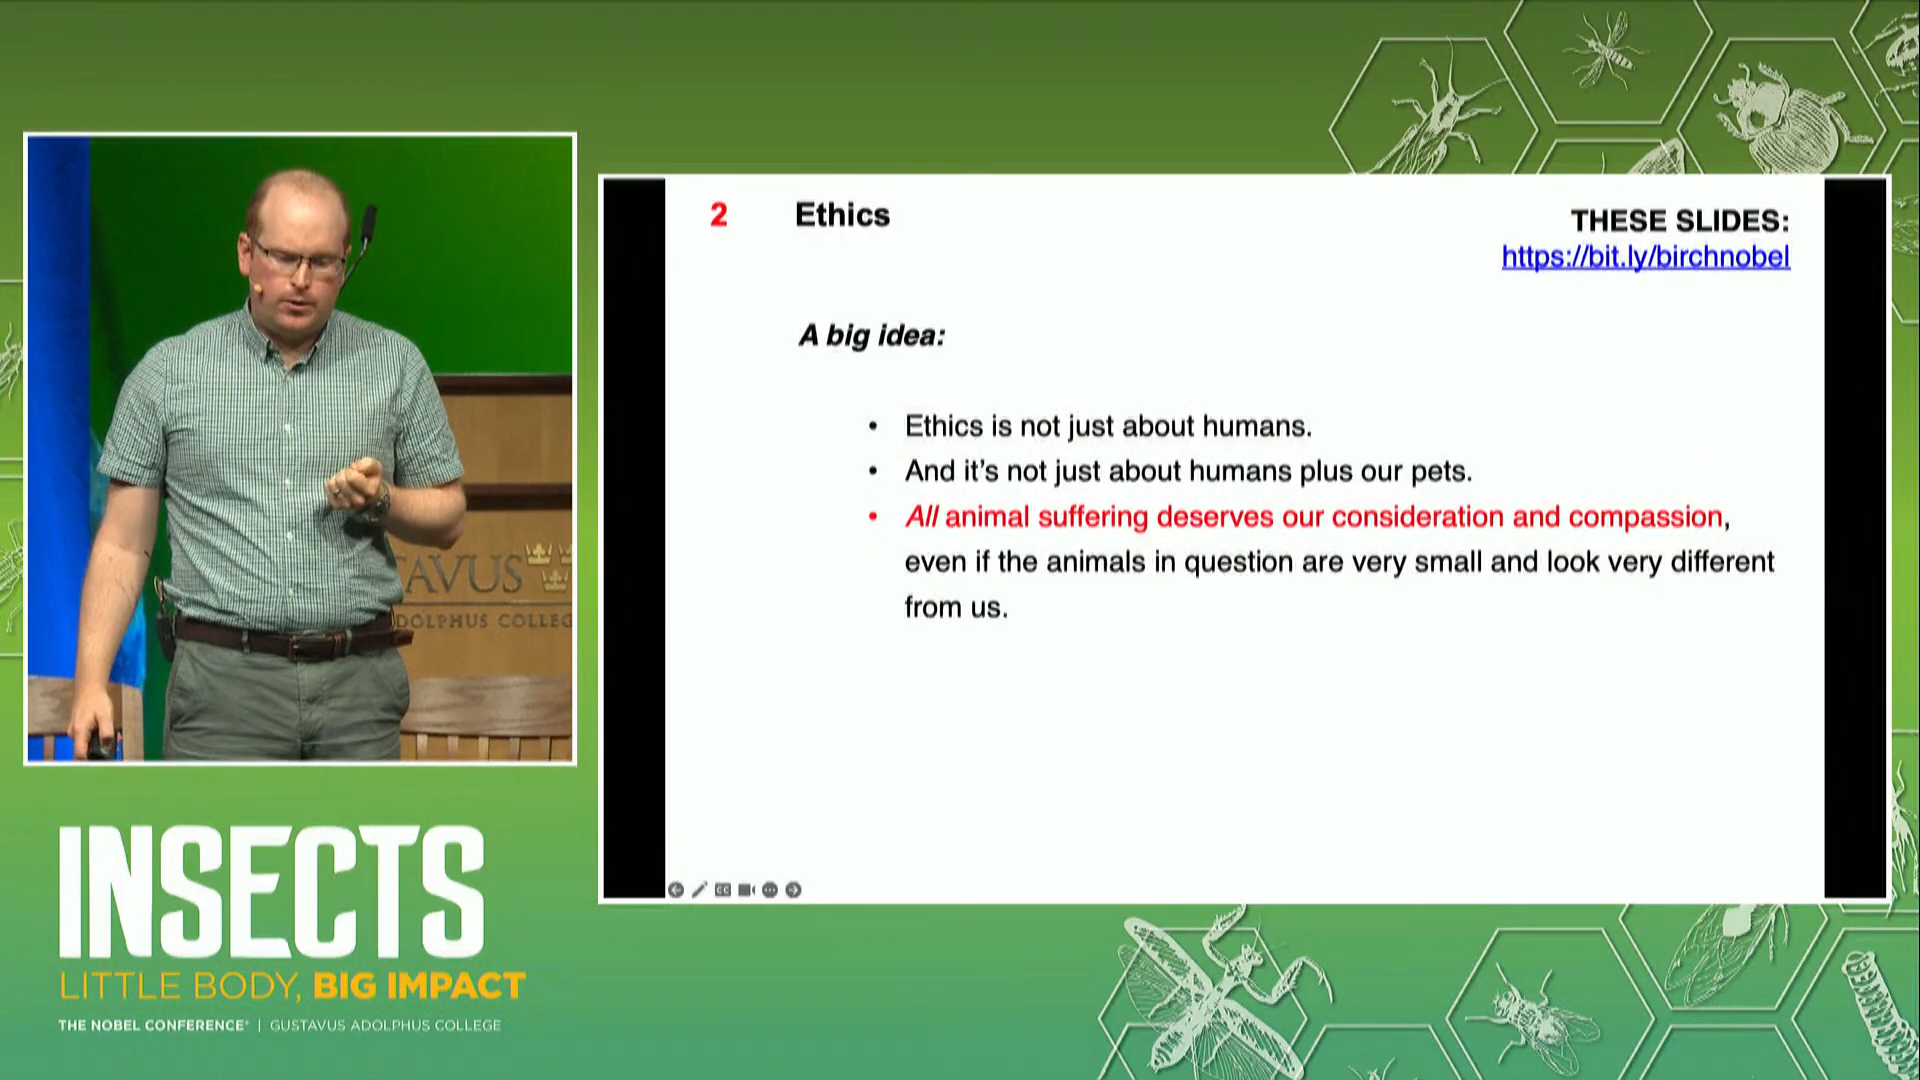 2 Ethics
THESE SLIDES:
https://bit.ly/birchnobel
A big idea:
• Ethics is not just about humans.
• And it’s not just about humans plus our pets.
• All animal suffering deserves our consideration and compassion,
even if the animals in question are very small and look very different
from us.
INSECTS
LITTLE BODY, BIG IMPACT
THE NOBEL CONFERENCE® | GUSTAVUS ADOLPHUS COLLEGE